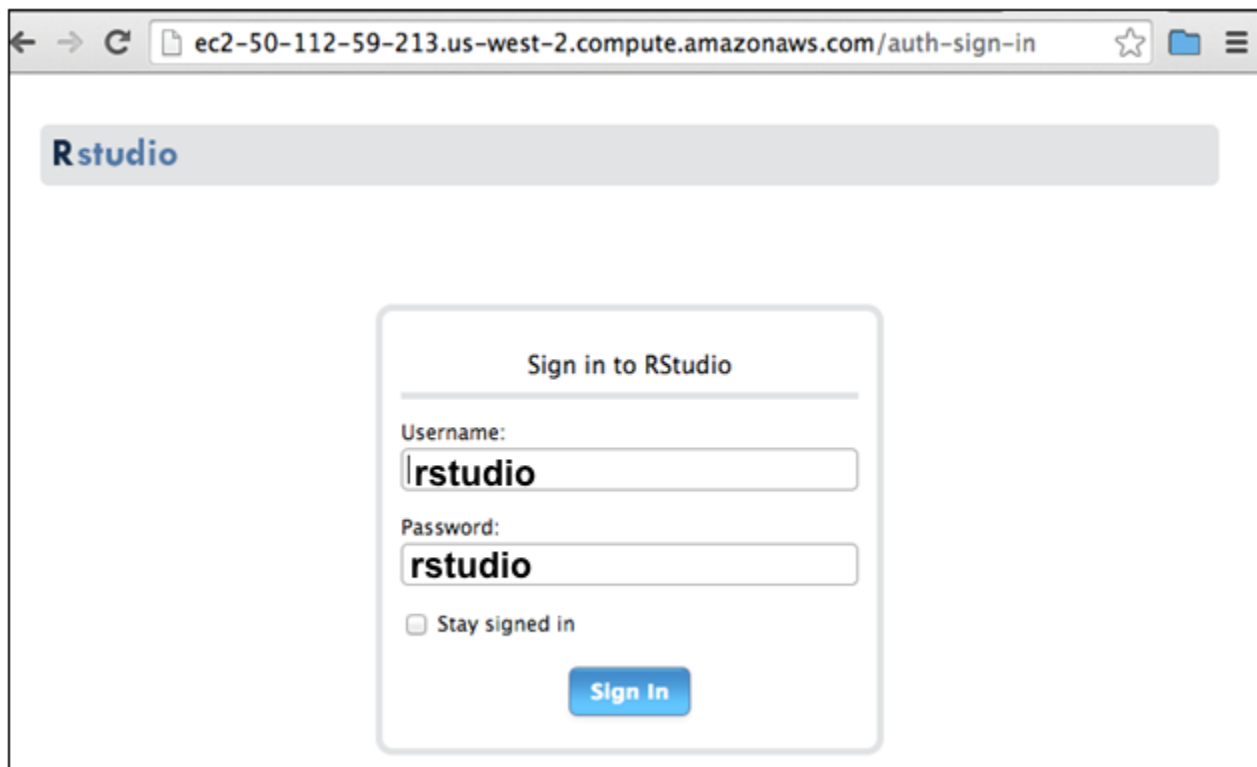 ec2-50-112-59-213.us-west-2.compute.amazonaws.com/auth-sign-in
Rstudio
Sign in to RStudio
Username:
rstudio
Password:
rstudio
Stay signed in
Sign In